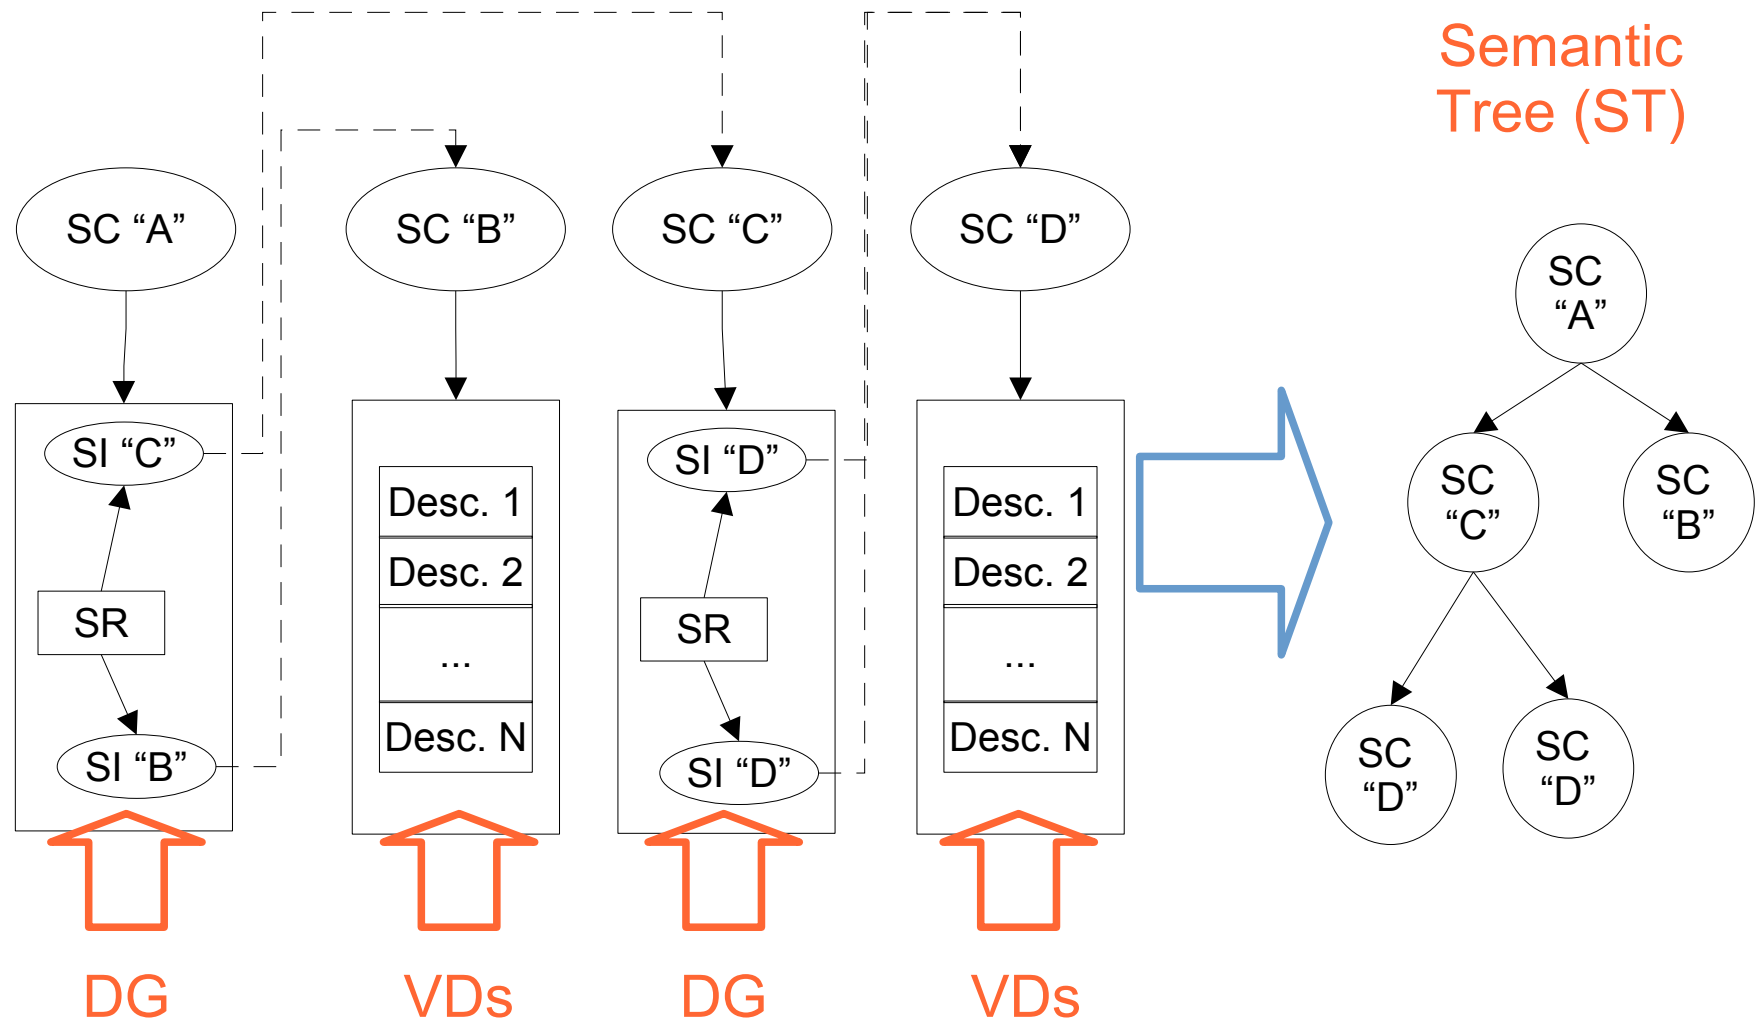 Semantic
Tree (ST)
SC “A”
SC “B”
SC “C”
SC “D”
SI “C”
SR
SI “B”
Desc. 1
Desc. 2
...
Desc. N
SI “D”
SR
SI “D”
Desc. 1
Desc. 2
...
Desc. N
DG
VDs
DG
VDs
SC
“A”
SC
“C”
SC
“B”
SC
“D”
SC
“D”